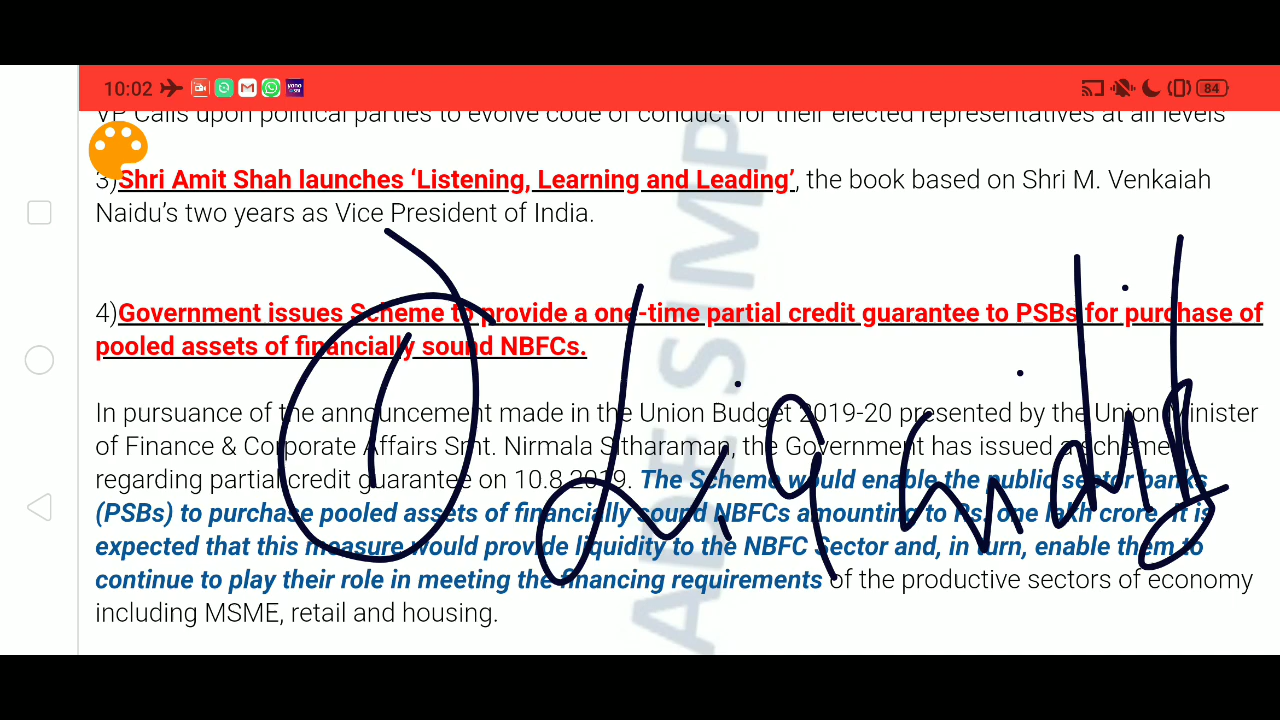 10:02 84
VP Calls upon political parties to evolve code of conduct for their elected representatives at all levels
3)Shri Amit Shah launches ‘Listening, Learning and Leading’, the book based on Shri M. Venkaiah
Naidu’s two years as Vice President of India.
4)Government issues Scheme to provide a one-time partial credit guarantee to PSBs for purchase of
pooled assets of financially sound NBFCs.
In pursuance of the announcement made in the Union Budget 2019-20 presented by the Union Minister
of Finance & Corporate Affairs Smt. Nirmala Sitharaman, the Government has issued a scheme
regarding partial credit guarantee on 10.8.2019. The Scheme would enable the public sector banks
(PSBs) to purchase pooled assets of financially sound NBFCs amounting to Rs. one lakh crore. It is
expected that this measure would provide liquidity to the NBFC Sector and, in turn, enable them to
continue to play their role in meeting the financing requirements of the productive sectors of economy
including MSME, retail and housing.
① Liquidity